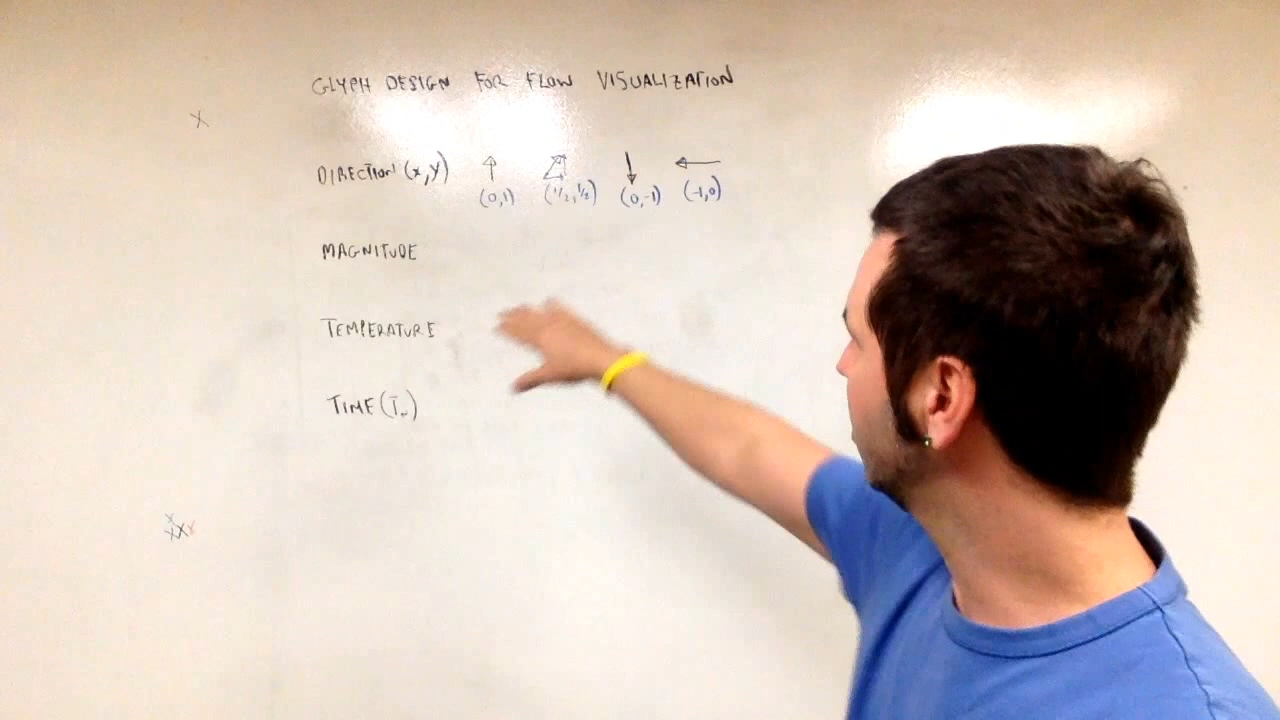 GLYPH DESIGN FOR FLOW VISUALIZATION
X
DIRECTION (x,y)
(0,1) (1/2,1/2) (0,-1) (-1,0)
MAGNITUDE
TEMPERATURE
TIME
X
XXX